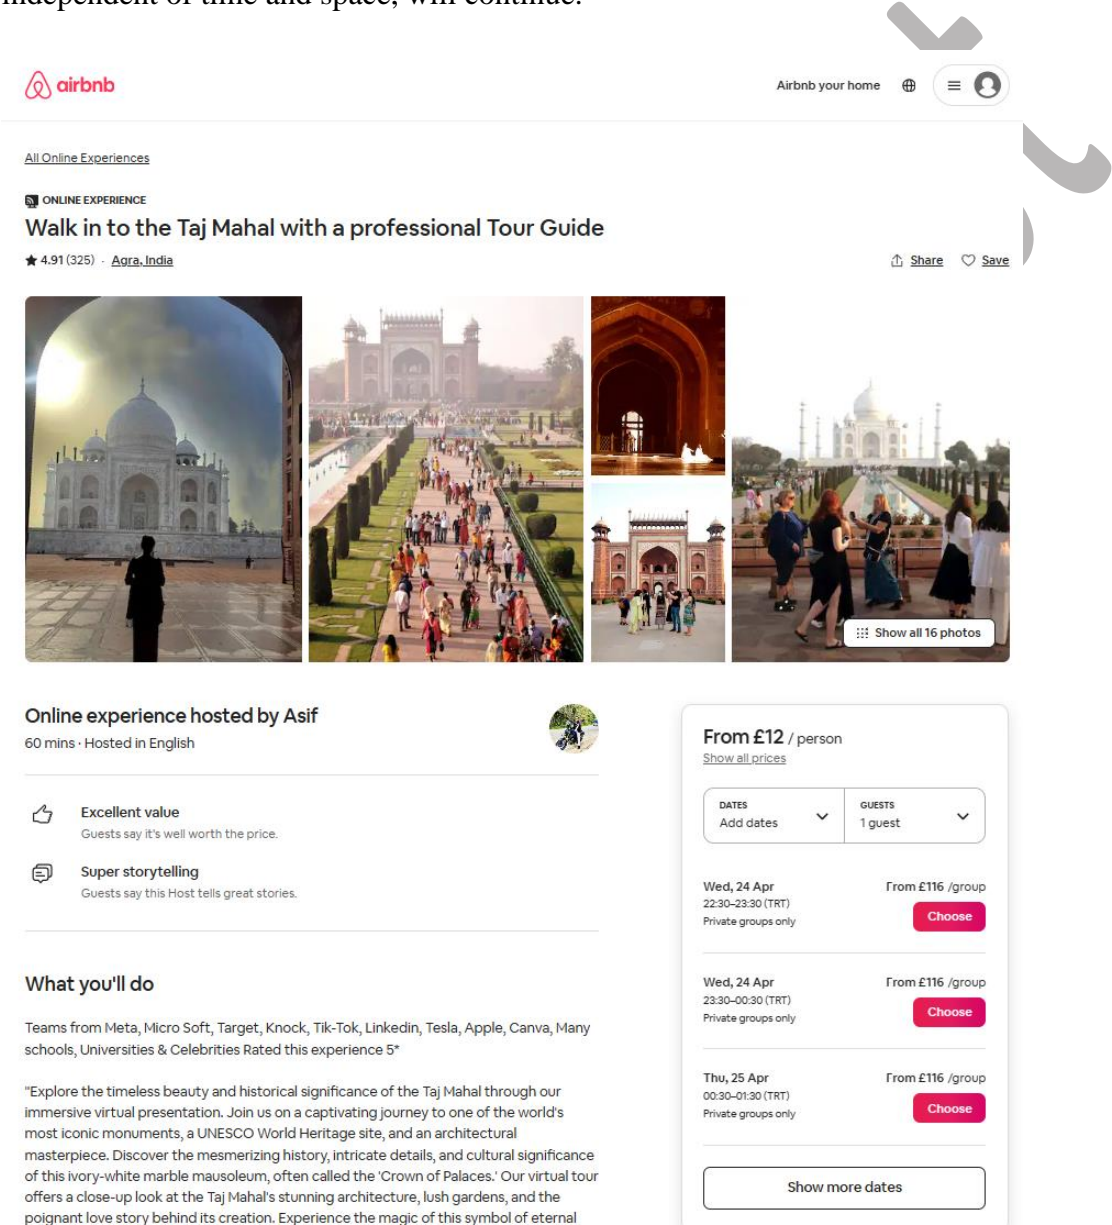 independent of time and space, will continue.
airbnb
Airbnb your home
All Online Experiences
ONLINE EXPERIENCE
Walk in to the Taj Mahal with a professional Tour Guide
4.91 (325) · Agra, India
Share
Save
Show all 16 photos
Online experience hosted by Asif
60 mins · Hosted in English
Excellent value
Guests say it's well worth the price.
Super storytelling
Guests say this Host tells great stories.
What you'll do
Teams from Meta, Micro Soft, Target, Knock, Tik-Tok, Linkedin, Tesla, Apple, Canva, Many
schools, Universities & Celebrities Rated this experience 5*
"Explore the timeless beauty and historical significance of the Taj Mahal through our
immersive virtual presentation. Join us on a captivating journey to one of the world's
most iconic monuments, a UNESCO World Heritage site, and an architectural
masterpiece. Discover the mesmerizing history, intricate details, and cultural significance
of this ivory-white marble mausoleum, often called the 'Crown of Palaces.' Our virtual tour
offers a close-up look at the Taj Mahal's stunning architecture, lush gardens, and the
poignant love story behind its creation. Experience the magic of this symbol of eternal
From £12 / person
Show all prices
DATES
Add dates
GUESTS
1 guest
Wed, 24 Apr
From £116 /group
22:30–23:30 (TRT)
Private groups only
Choose
Wed, 24 Apr
From £116 /group
23:30–00:30 (TRT)
Private groups only
Choose
Thu, 25 Apr
From £116 /group
00:30–01:30 (TRT)
Private groups only
Choose
Show more dates